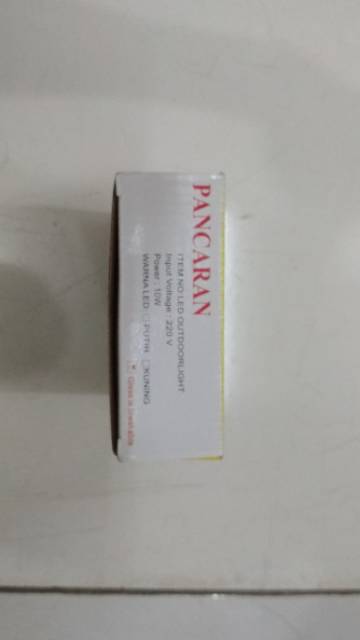 PANCARAN
ITEM NO:LED OUTDOORLIGHT
Input Voltage : 220 V
Power : 10W
WARNA LED: PUTIH KUNING